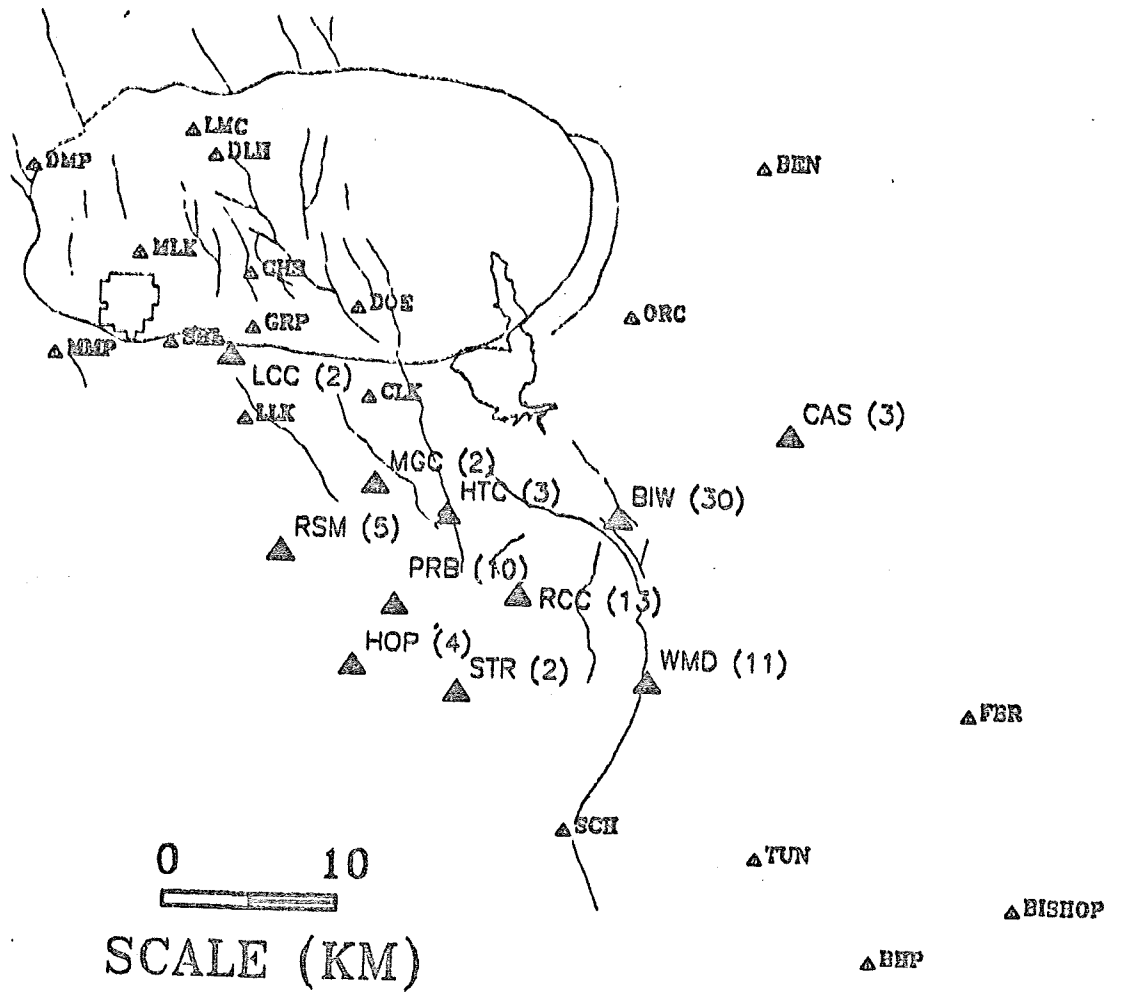 LMC
DLH
DMP
BEN
MLK
DOE
ORC
GRP
MMP
LCC (2)
CLK
LLK
CAS (3)
MGC (2)
HTC (3)
BIW (30)
RSM (5)
PRB (10)
RCC (13)
HOP (4)
STR (2)
WMD (11)
FBR
SCH
TUN
BISHOP
0 10
SCALE (KM)